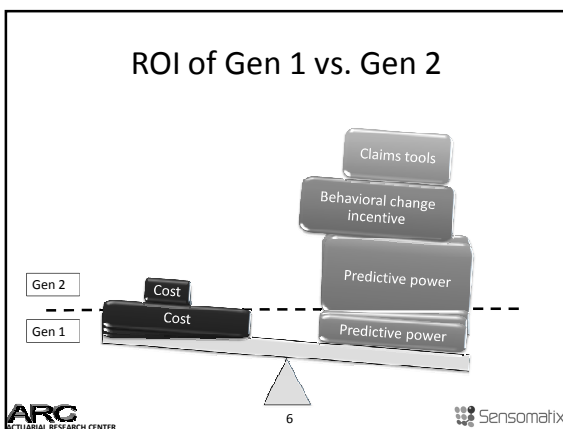 ROI of Gen 1 vs. Gen 2
Claims tools
Behavioral change
incentive
Predictive power
Gen 2
Cost
Cost
Gen 1
Predictive power
ARC
ACTUARIAL RESEARCH CENTER
6
Sensomatix